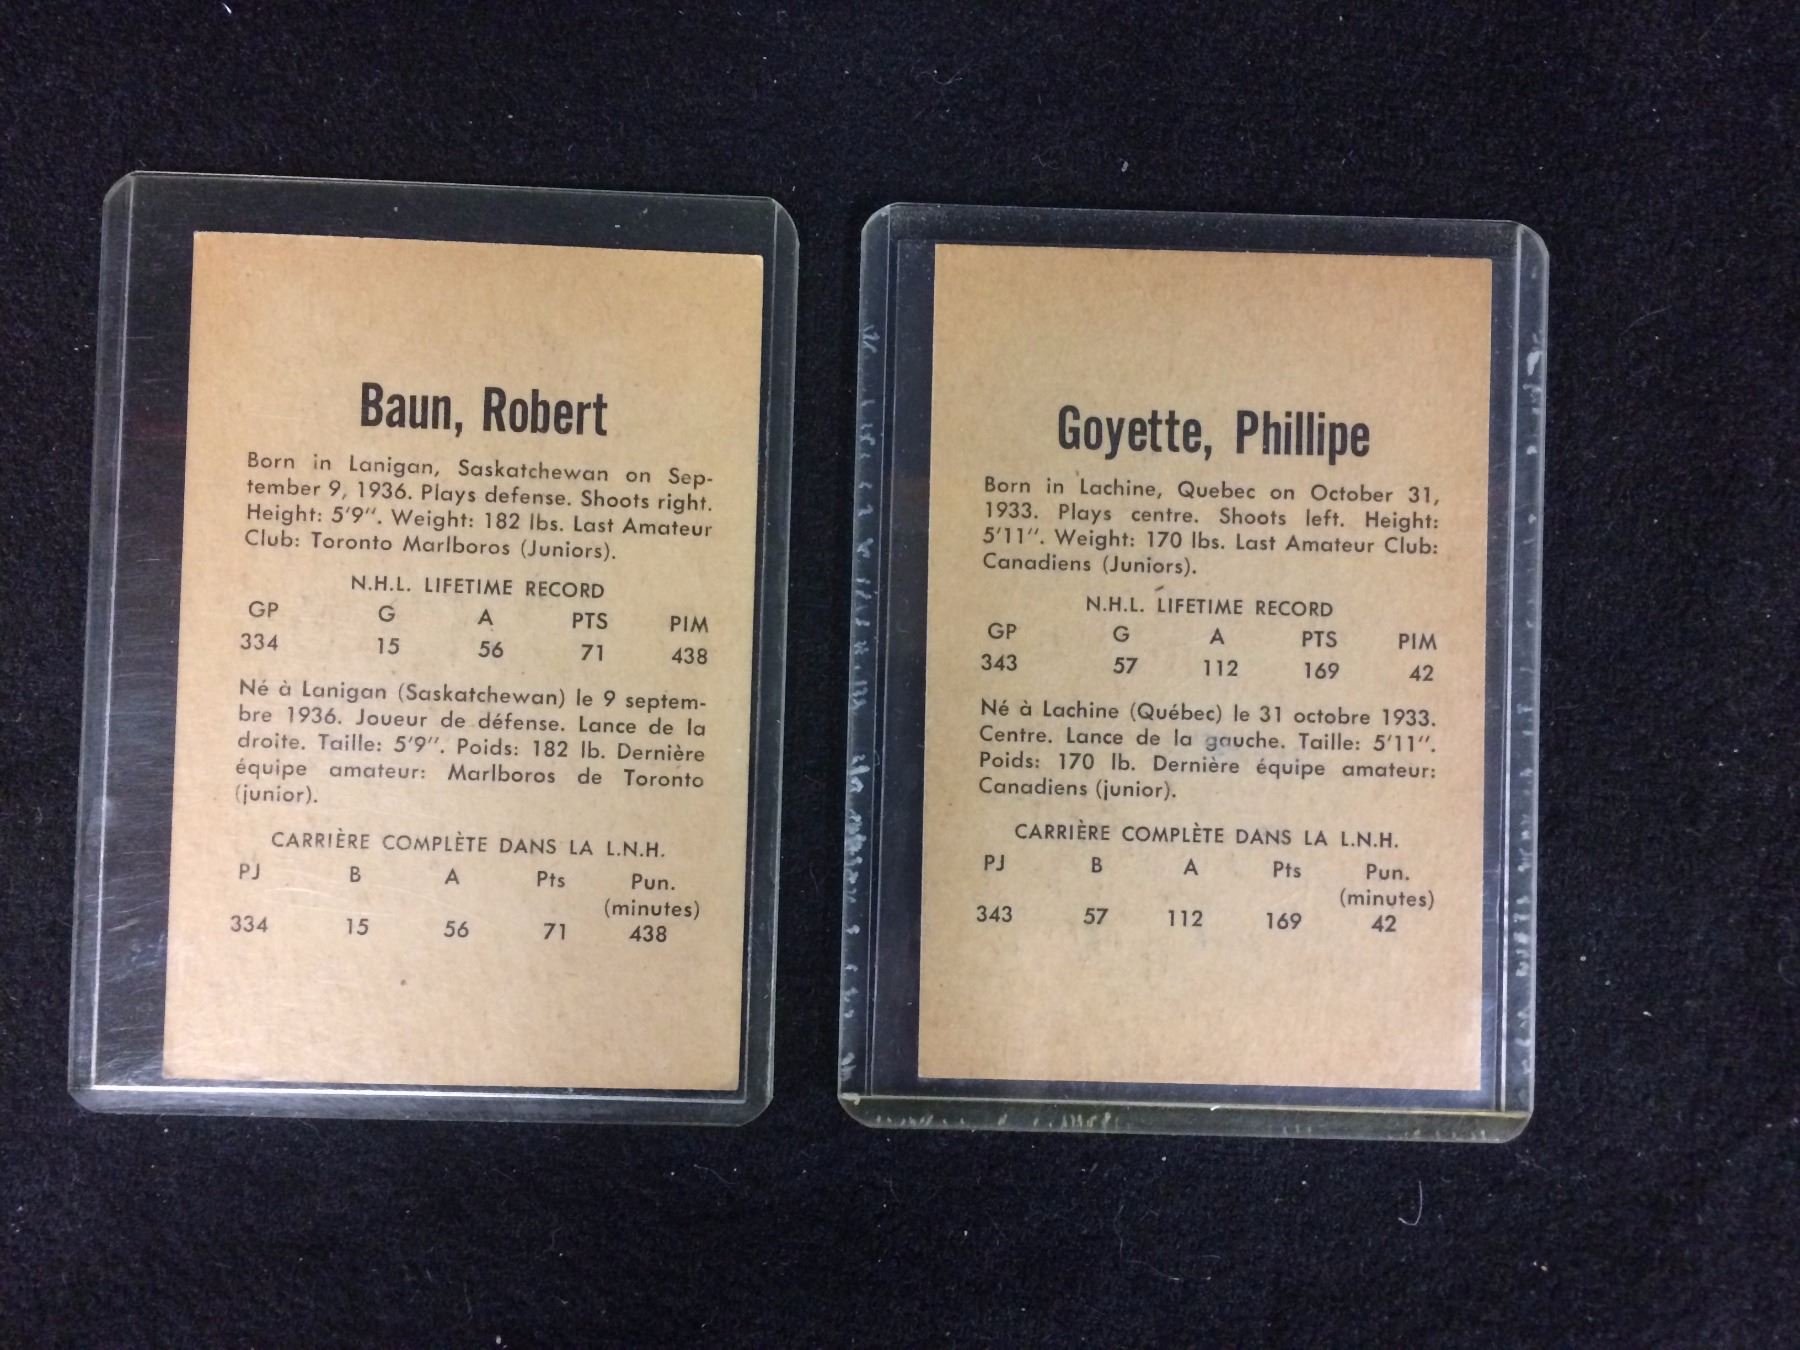 Baun, Robert
Born in Lanigan, Saskatchewan on Sep-
tember 9, 1936. Plays defense. Shoots right.
Height: 5'9". Weight: 182 lbs. Last Amateur
Club: Toronto Marlboros (Juniors).
N.H.L. LIFETIME RECORD
GP G A PTS PIM
334 15 56 71 438
Né à Lanigan (Saskatchewan) le 9 septem-
bre 1936. Joueur de défense. Lance de la
droite. Taille: 5'9". Poids: 182 lb. Dernière
équipe amateur: Marlboros de Toronto
(junior).
CARRIÈRE COMPLÈTE DANS LA L.N.H.
PJ B A Pts Pun.
(minutes)
334 15 56 71 438
Goyette, Phillipe
Born in Lachine, Quebec on October 31,
1933. Plays centre. Shoots left. Height:
5'11". Weight: 170 lbs. Last Amateur Club:
Canadiens (Juniors).
N.H.L. LIFETIME RECORD
GP G A PTS PIM
343 57 112 169 42
Né à Lachine (Québec) le 31 octobre 1933.
Centre. Lance de la gauche. Taille: 5'11".
Poids: 170 lb. Dernière équipe amateur:
Canadiens (junior).
CARRIÈRE COMPLÈTE DANS LA L.N.H.
PJ B A Pts Pun.
(minutes)
343 57 112 169 42